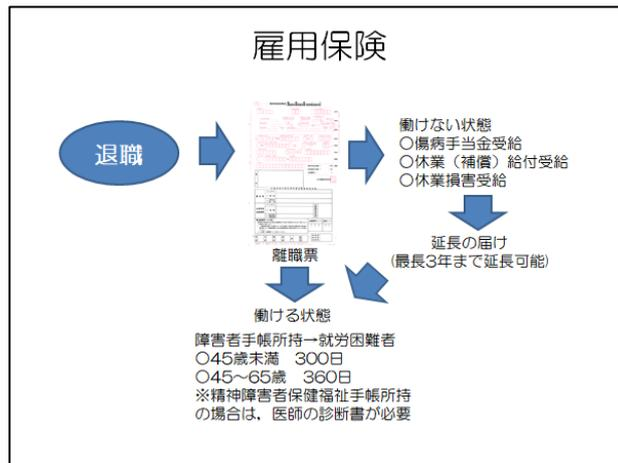 雇用保険
退職
離職票
働けない状態
○傷病手当金受給
○休業（補償）給付受給
○休業損害受給
延長の届け
(最長3年まで延長可能)
働ける状態
障害者手帳所持→就労困難者
○45歳未満　300日
○45～65歳　360日
※精神障害者保健福祉手帳所持
の場合は，医師の診断書が必要